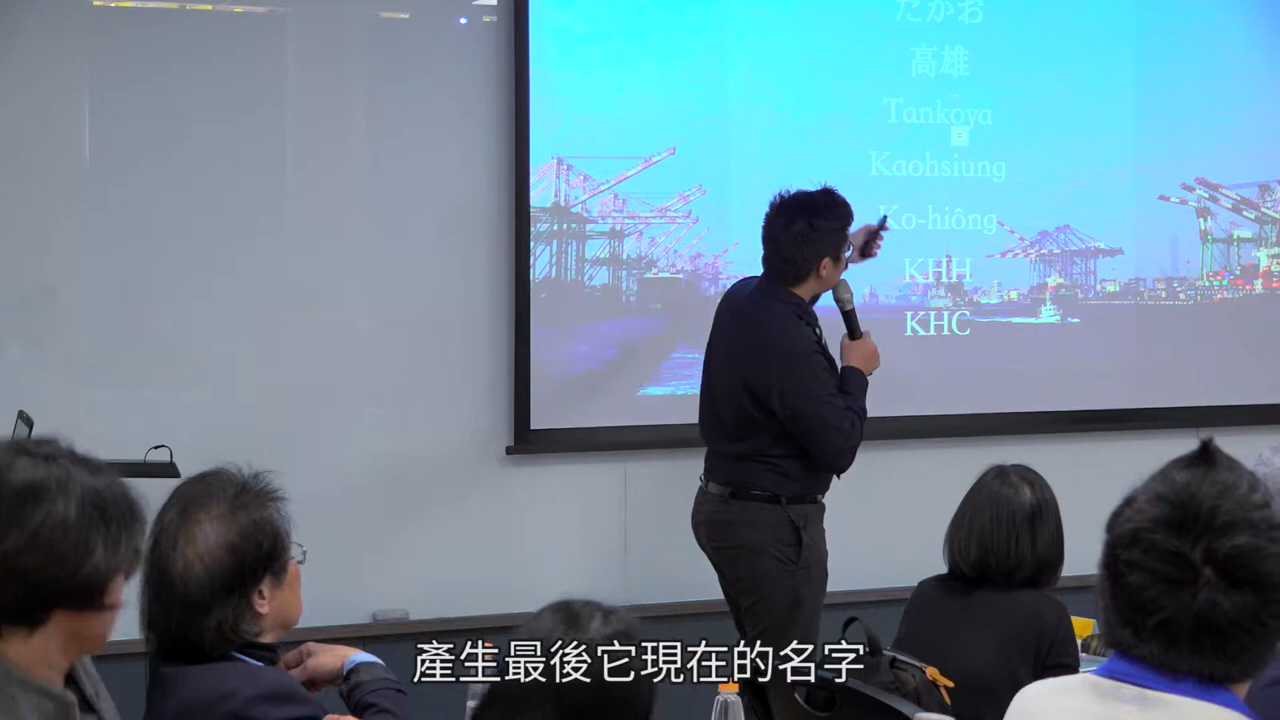 たかお
高雄
Tankoya
Kaohsiung
Ko-hiông
KHH
KHC
產生最後它現在的名字